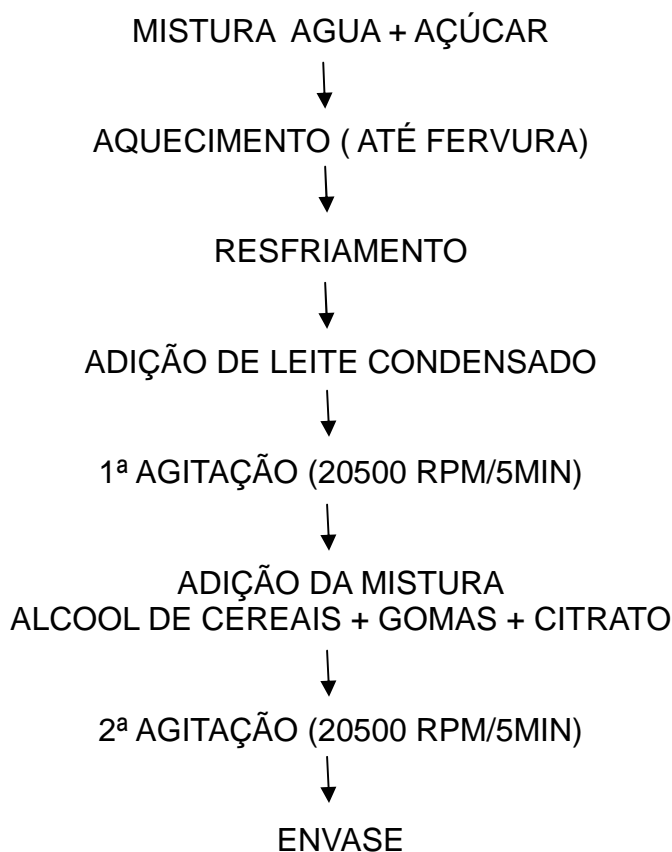 MISTURA AGUA + AÇÚCAR
AQUECIMENTO ( ATÉ FERVURA)
RESFRIAMENTO
ADIÇÃO DE LEITE CONDENSADO
1ª AGITAÇÃO (20500 RPM/5MIN)
ADIÇÃO DA MISTURA
ALCOOL DE CEREAIS + GOMAS + CITRATO
2ª AGITAÇÃO (20500 RPM/5MIN)
ENVASE